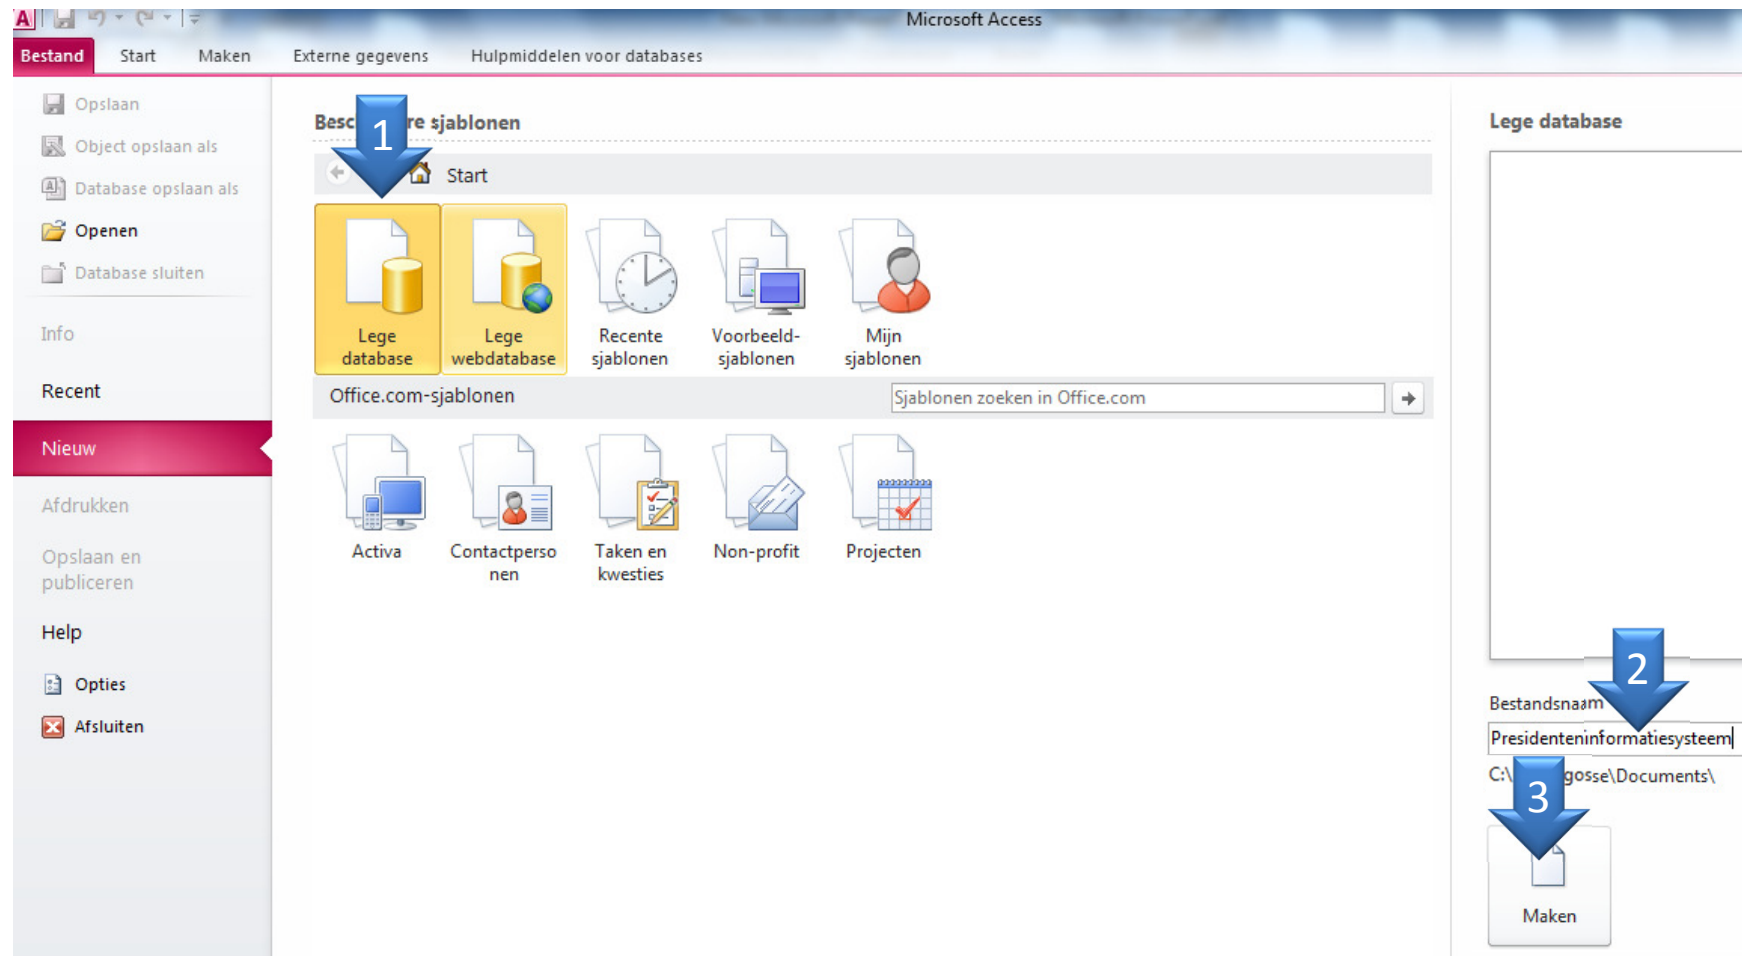 A
Microsoft Access
Bestand Start Maken Externe gegevens Hulpmiddelen voor databases
Opslaan
Object opslaan als
Database opslaan als
Openen
Database sluiten
Info
Recent
Nieuw
Afdrukken
Opslaan en
publiceren
Help
Opties
Afsluiten
Besc re sjablonen
1
Start
Lege
database
Lege
webdatabase
Recente
sjablonen
Voorbeeld-
sjablonen
Mijn
sjablonen
Office.com-sjablonen
Sjablonen zoeken in Office.com
Activa
Contactperso
nen
Taken en
kwesties
Non-profit
Projecten
Lege database
2
Bestandsnaam
Presidenteninformatiesysteem
C:\ gosse\Documents\
3
Maken